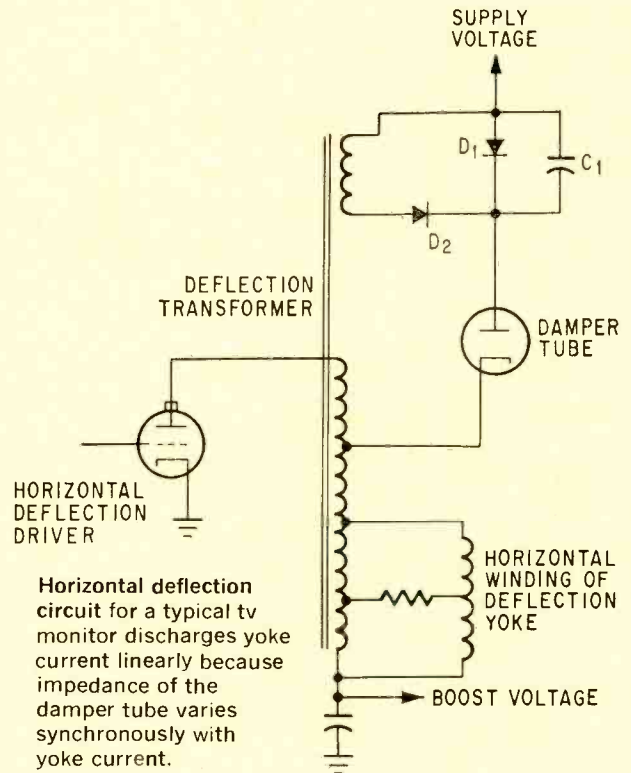 SUPPLY
VOLTAGE
D1
C1
D2
DEFLECTION
TRANSFORMER
DAMPER
TUBE
HORIZONTAL
DEFLECTION
DRIVER
HORIZONTAL
WINDING OF
DEFLECTION
YOKE
BOOST VOLTAGE
Horizontal deflection
circuit for a typical tv
monitor discharges yoke
current linearly because
impedance of the
damper tube varies
synchronously with
yoke current.